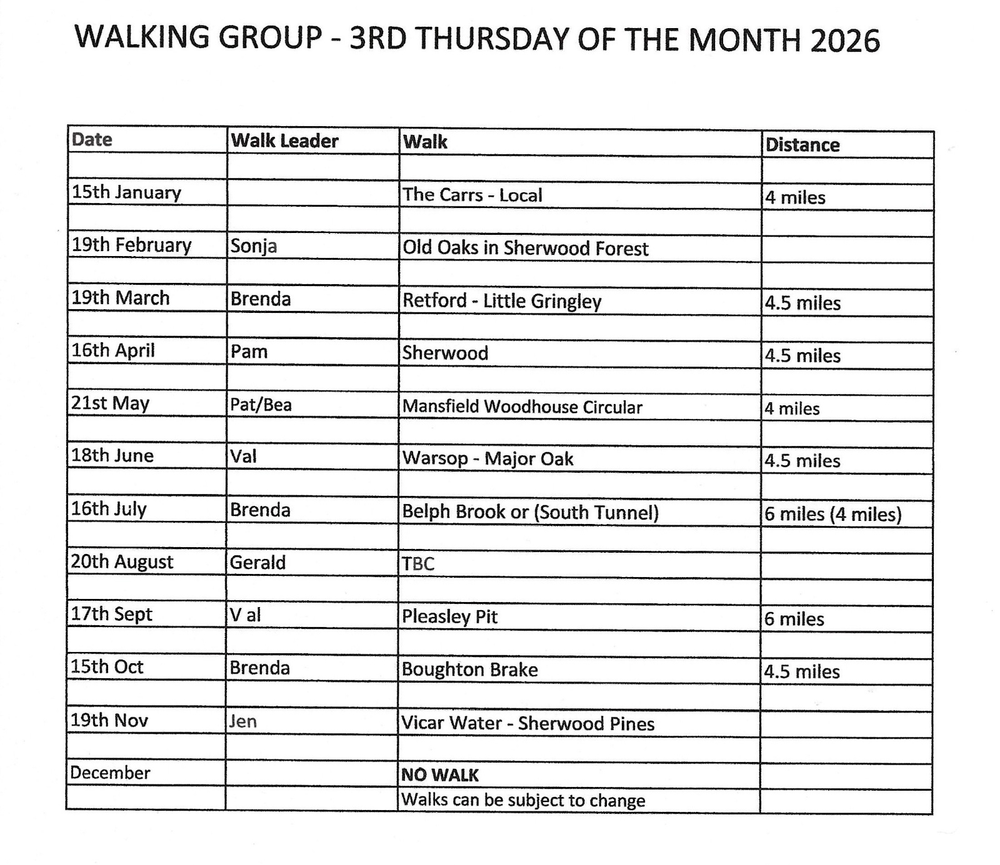 WALKING GROUP - 3RD THURSDAY OF THE MONTH 2026
Date Walk Leader Walk Distance
15th January The Carrs - Local 4 miles
19th February Sonja Old Oaks in Sherwood Forest
19th March Brenda Retford - Little Gringley 4.5 miles
16th April Pam Sherwood 4.5 miles
21st May Pat/Bea Mansfield Woodhouse Circular 4 miles
18th June Val Warsop - Major Oak 4.5 miles
16th July Brenda Belph Brook or (South Tunnel) 6 miles (4 miles)
20th August Gerald TBC
17th Sept V al Pleasley Pit 6 miles
15th Oct Brenda Boughton Brake 4.5 miles
19th Nov Jen Vicar Water - Sherwood Pines
December NO WALK
Walks can be subject to change